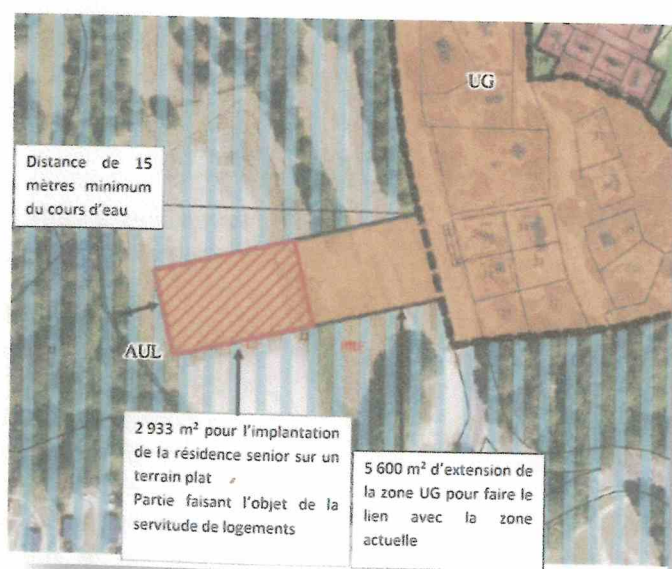 UG
Distance de 15
mètres minimum
du cours d'eau
AUL
2 933 m² pour l'implantation
de la résidence senior sur un
terrain plat
Partie faisant l'objet de la
servitude de logements
5 600 m² d'extension de
la zone UG pour faire le
lien avec la zone
actuelle